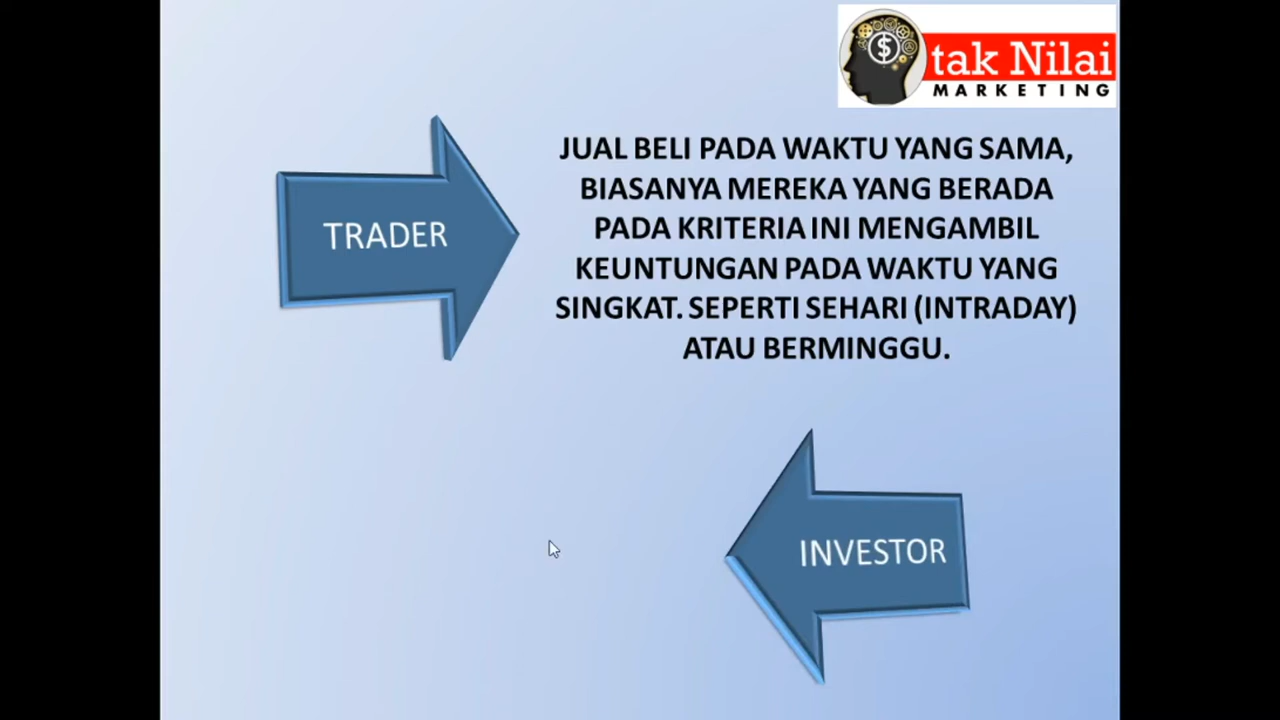 tak Nilai
MARKETING
JUAL BELI PADA WAKTU YANG SAMA,
BIASANYA MEREKA YANG BERADA
PADA KRITERIA INI MENGAMBIL
KEUNTUNGAN PADA WAKTU YANG
SINGKAT. SEPERTI SEHARI (INTRADAY)
ATAU BERMINGGU.
TRADER
INVESTOR